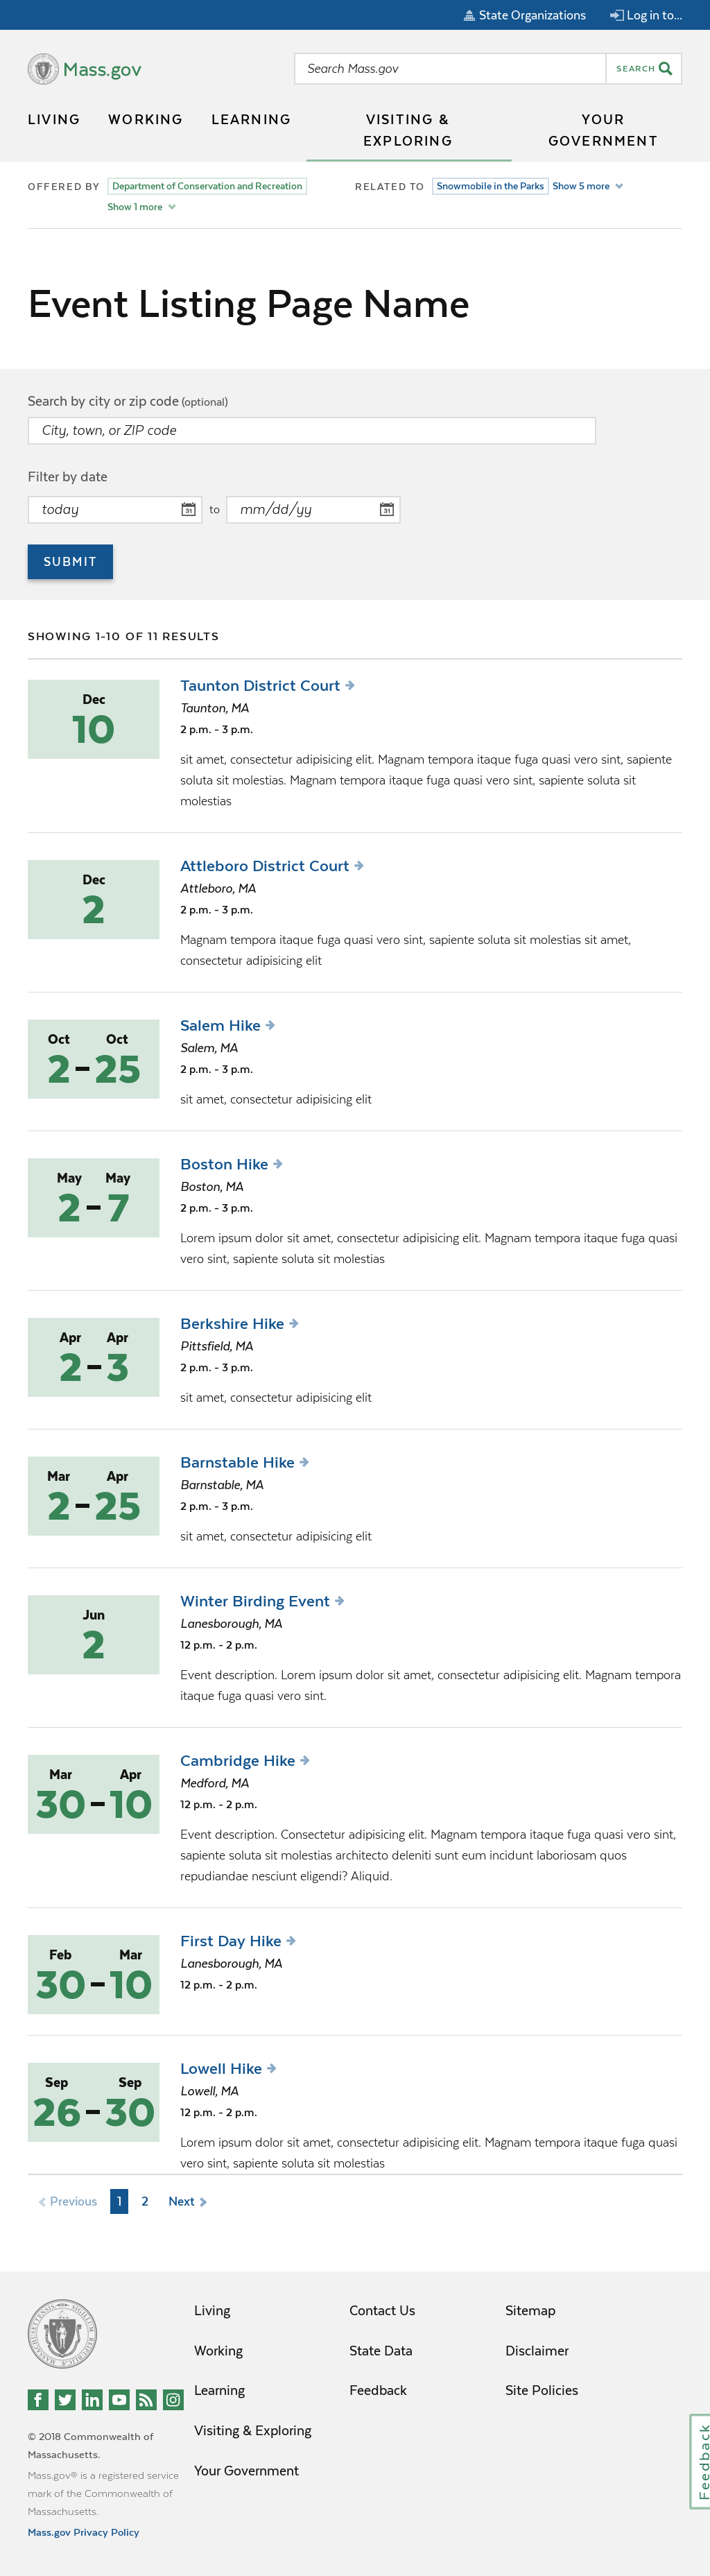 State Organizations
Log in to...
Mass.gov
Search Mass.gov
SEARCH
LIVING
WORKING
LEARNING
VISITING &
EXPLORING
YOUR
GOVERNMENT
OFFERED BY
Department of Conservation and Recreation
Show 1 more
RELATED TO
Snowmobile in the Parks
Show 5 more
Event Listing Page Name
Search by city or zip code (optional)
City, town, or ZIP code
Filter by date
today
31
to
mm/dd/yy
31
SUBMIT
SHOWING 1-10 OF 11 RESULTS
Dec
10
Taunton District Court
Taunton, MA
2 p.m. - 3 p.m.
sit amet, consectetur adipisicing elit. Magnam tempora itaque fuga quasi vero sint, sapiente
soluta sit molestias. Magnam tempora itaque fuga quasi vero sint, sapiente soluta sit
molestias
Dec
2
Attleboro District Court
Attleboro, MA
2 p.m. - 3 p.m.
Magnam tempora itaque fuga quasi vero sint, sapiente soluta sit molestias sit amet,
consectetur adipisicing elit
Oct Oct
2 - 25
Salem Hike
Salem, MA
2 p.m. - 3 p.m.
sit amet, consectetur adipisicing elit
May May
2 - 7
Boston Hike
Boston, MA
2 p.m. - 3 p.m.
Lorem ipsum dolor sit amet, consectetur adipisicing elit. Magnam tempora itaque fuga quasi
vero sint, sapiente soluta sit molestias
Apr Apr
2 - 3
Berkshire Hike
Pittsfield, MA
2 p.m. - 3 p.m.
sit amet, consectetur adipisicing elit
Mar Apr
2 - 25
Barnstable Hike
Barnstable, MA
2 p.m. - 3 p.m.
sit amet, consectetur adipisicing elit
Jun
2
Winter Birding Event
Lanesborough, MA
12 p.m. - 2 p.m.
Event description. Lorem ipsum dolor sit amet, consectetur adipisicing elit. Magnam tempora
itaque fuga quasi vero sint.
Mar Apr
30 - 10
Cambridge Hike
Medford, MA
12 p.m. - 2 p.m.
Event description. Consectetur adipisicing elit. Magnam tempora itaque fuga quasi vero sint,
sapiente soluta sit molestias architecto deleniti sunt eum incidunt laboriosam quos
repudiandae nesciunt eligendi? Aliquid.
Feb Mar
30 - 10
First Day Hike
Lanesborough, MA
12 p.m. - 2 p.m.
Sep Sep
26 - 30
Lowell Hike
Lowell, MA
12 p.m. - 2 p.m.
Lorem ipsum dolor sit amet, consectetur adipisicing elit. Magnam tempora itaque fuga quasi
vero sint, sapiente soluta sit molestias
Previous
1
2
Next
Living
Working
Learning
Visiting & Exploring
Your Government
Contact Us
State Data
Feedback
Sitemap
Disclaimer
Site Policies
© 2018 Commonwealth of
Massachusetts.
Mass.gov® is a registered service
mark of the Commonwealth of
Massachusetts.
Mass.gov Privacy Policy
Feedback